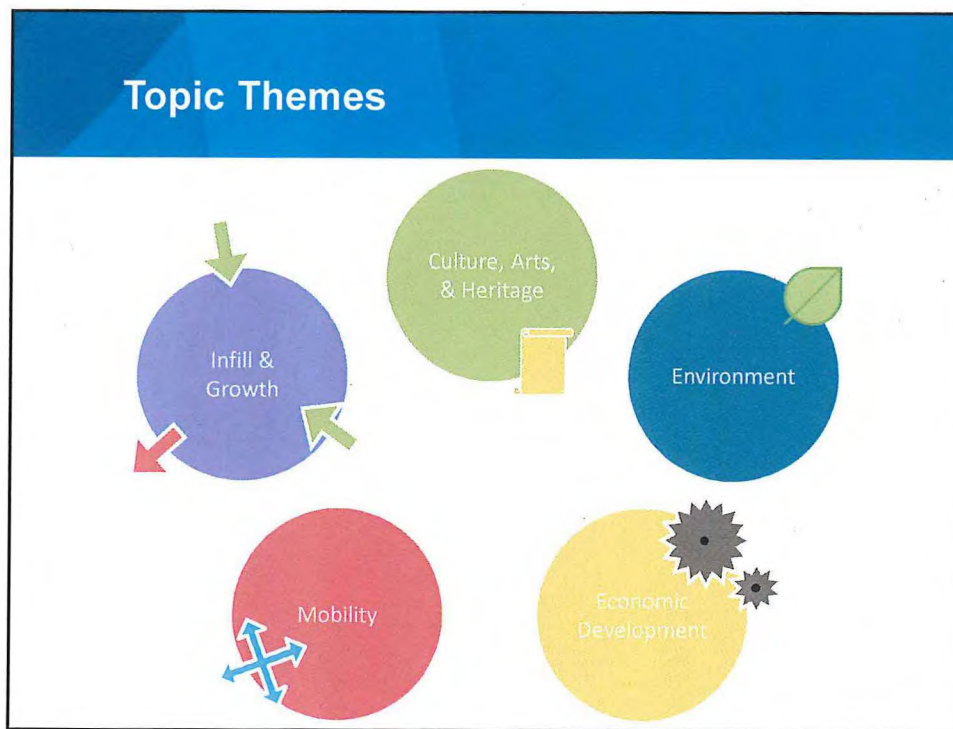 Topic Themes
Culture, Arts,
& Heritage
Infill &
Growth
Environment
Mobility
Economic
Development